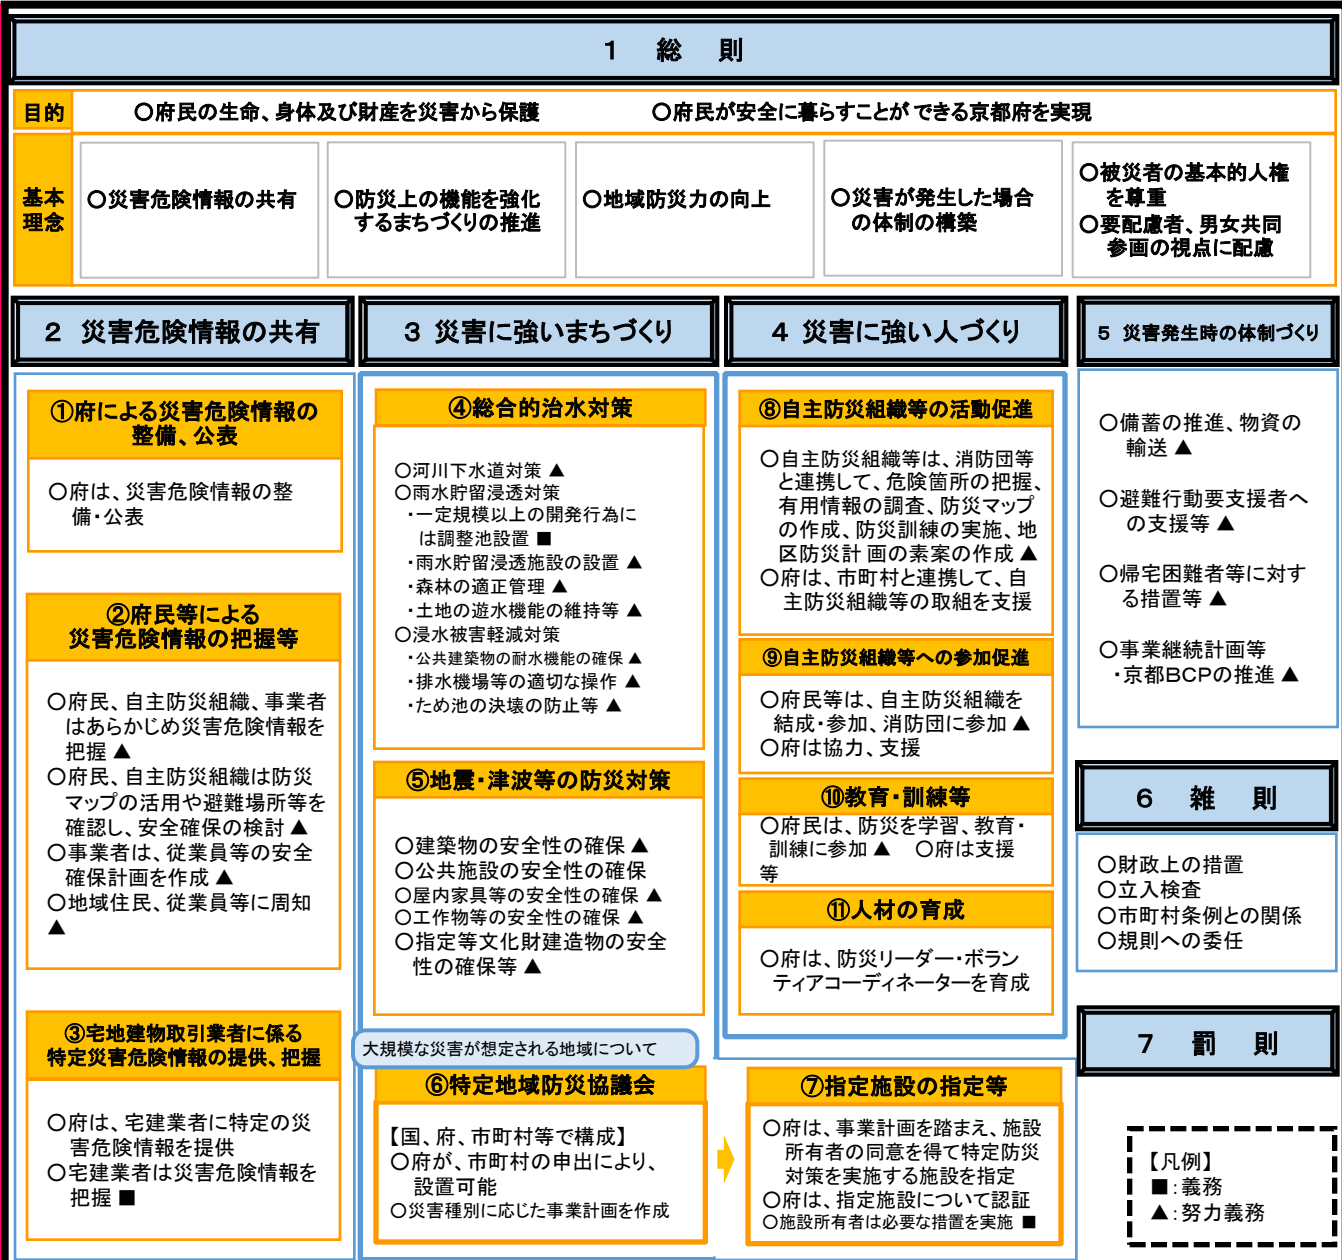 1 総 則
目的
○府民の生命、身体及び財産を災害から保護
○府民が安全に暮らすことが できる京都府を実現
基本
理念
○災害危険情報の共有
○防災上の機能を強化
するまちづくりの推進
○地域防災力の向上
○災害が発生した場合
の体制の構築
○被災者の基本的人権
を尊重
○要配慮者、男女共同
参画の視点に配慮
2 災害危険情報の共有
①府による災害危険情報の
整備、公表
○府は、災害危険情報の整
備・公表
②府民等による
災害危険情報の把握等
○府民、自主防災組織、事業者
はあらかじめ災害危険情報を
把握 ▲
○府民、自主防災組織は防災
マップの活用や避難場所等を
確認し、安全確保の検討 ▲
○事業者は、従業員等の安全
確保計画を作成 ▲
○地域住民、従業員等に周知
▲
③宅地建物取引業者に係る
特定災害危険情報の提供、把握
○府は、宅建業者に特定の災
害危険情報を提供
○宅建業者は災害危険情報を
把握 ■
3 災害に強いまちづくり
④総合的治水対策
○河川下水道対策 ▲
○雨水貯留浸透対策
・一定規模以上の開発行為に
は調整池設置 ■
・雨水貯留浸透施設の設置 ▲
・森林の適正管理 ▲
・土地の遊水機能の維持等 ▲
○浸水被害軽減対策
・公共建築物の耐水機能の確保 ▲
・排水機場等の適切な操作 ▲
・ため池の決壊の防止等 ▲
⑤地震・津波等の防災対策
○建築物の安全性の確保 ▲
○公共施設の安全性の確保
○屋内家具等の安全性の確保 ▲
○工作物等の安全性の確保 ▲
○指定等文化財建造物の安全
性の確保等 ▲
大規模な災害が想定される地域について
⑥特定地域防災協議会
【国、府、市町村等で構成】
○府が、市町村の申出により、
設置可能
○災害種別に応じた事業計画を作成
⑦指定施設の指定等
○府は、事業計画を踏まえ、施設
所有者の同意を得て特定防災
対策を実施する施設を指定
○府は、指定施設について認証
○施設所有者は必要な措置を実施 ■
4 災害に強い人づくり
⑧自主防災組織等の活動促進
○自主防災組織等は、消防団等
と連携して、危険箇所の把握、
有用情報の調査、防災マップ
の作成、防災訓練の実施、地
区防災計 画の素案の作成 ▲
○府は、市町村と連携して、自
主防災組織等の取組を支援
⑨自主防災組織等への参加促進
○府民等は、自主防災組織を
結成・参加、消防団に参加 ▲
○府は協力、支援
⑩教育・訓練等
○府民は、防災を学習、教育・
訓練に参加 ▲ ○府は支援
等
⑪人材の育成
○府は、防災リーダー・ボラン
ティアコーディネーターを育成
5 災害発生時の体制づくり
○備蓄の推進、物資の
輸送 ▲
○避難行動要支援者へ
の支援等 ▲
○帰宅困難者等に対す
る措置等 ▲
○事業継続計画等
・京都BCPの推進 ▲
6 雑 則
○財政上の措置
○立入検査
○市町村条例との関係
○規則への委任
7 罰 則
【凡例】
■：義務
▲：努力義務